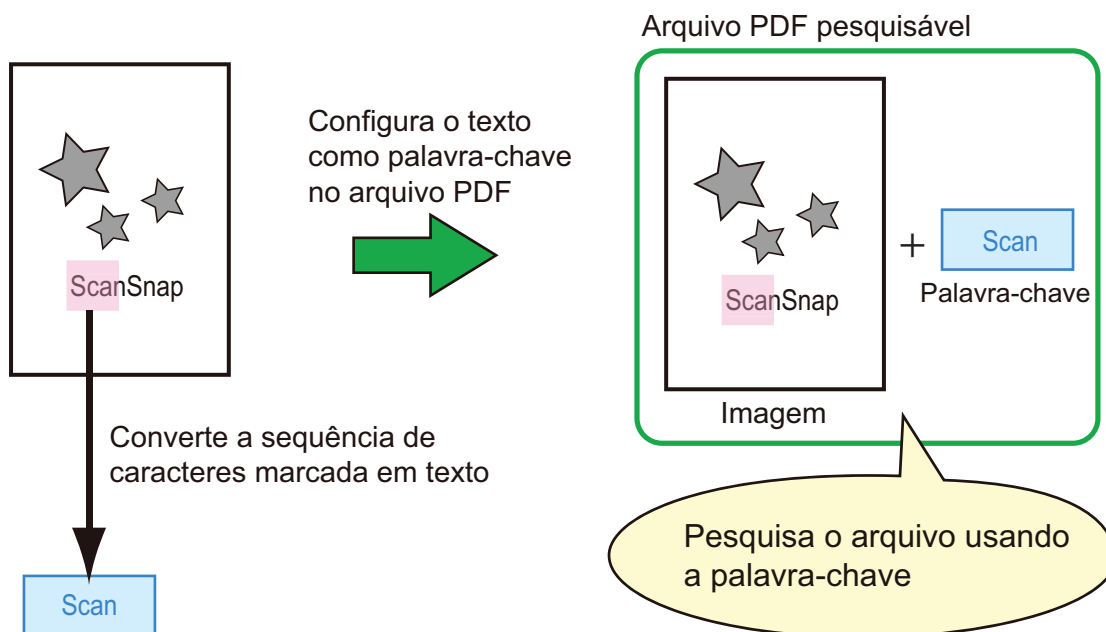 Arquivo PDF pesquisável
Configura o texto
como palavra-chave
no arquivo PDF
ScanSnap
Converte a sequência de
caracteres marcada em texto
Scan
ScanSnap
Imagem
+
Scan
Palavra-chave
Pesquisa o arquivo usando
a palavra-chave